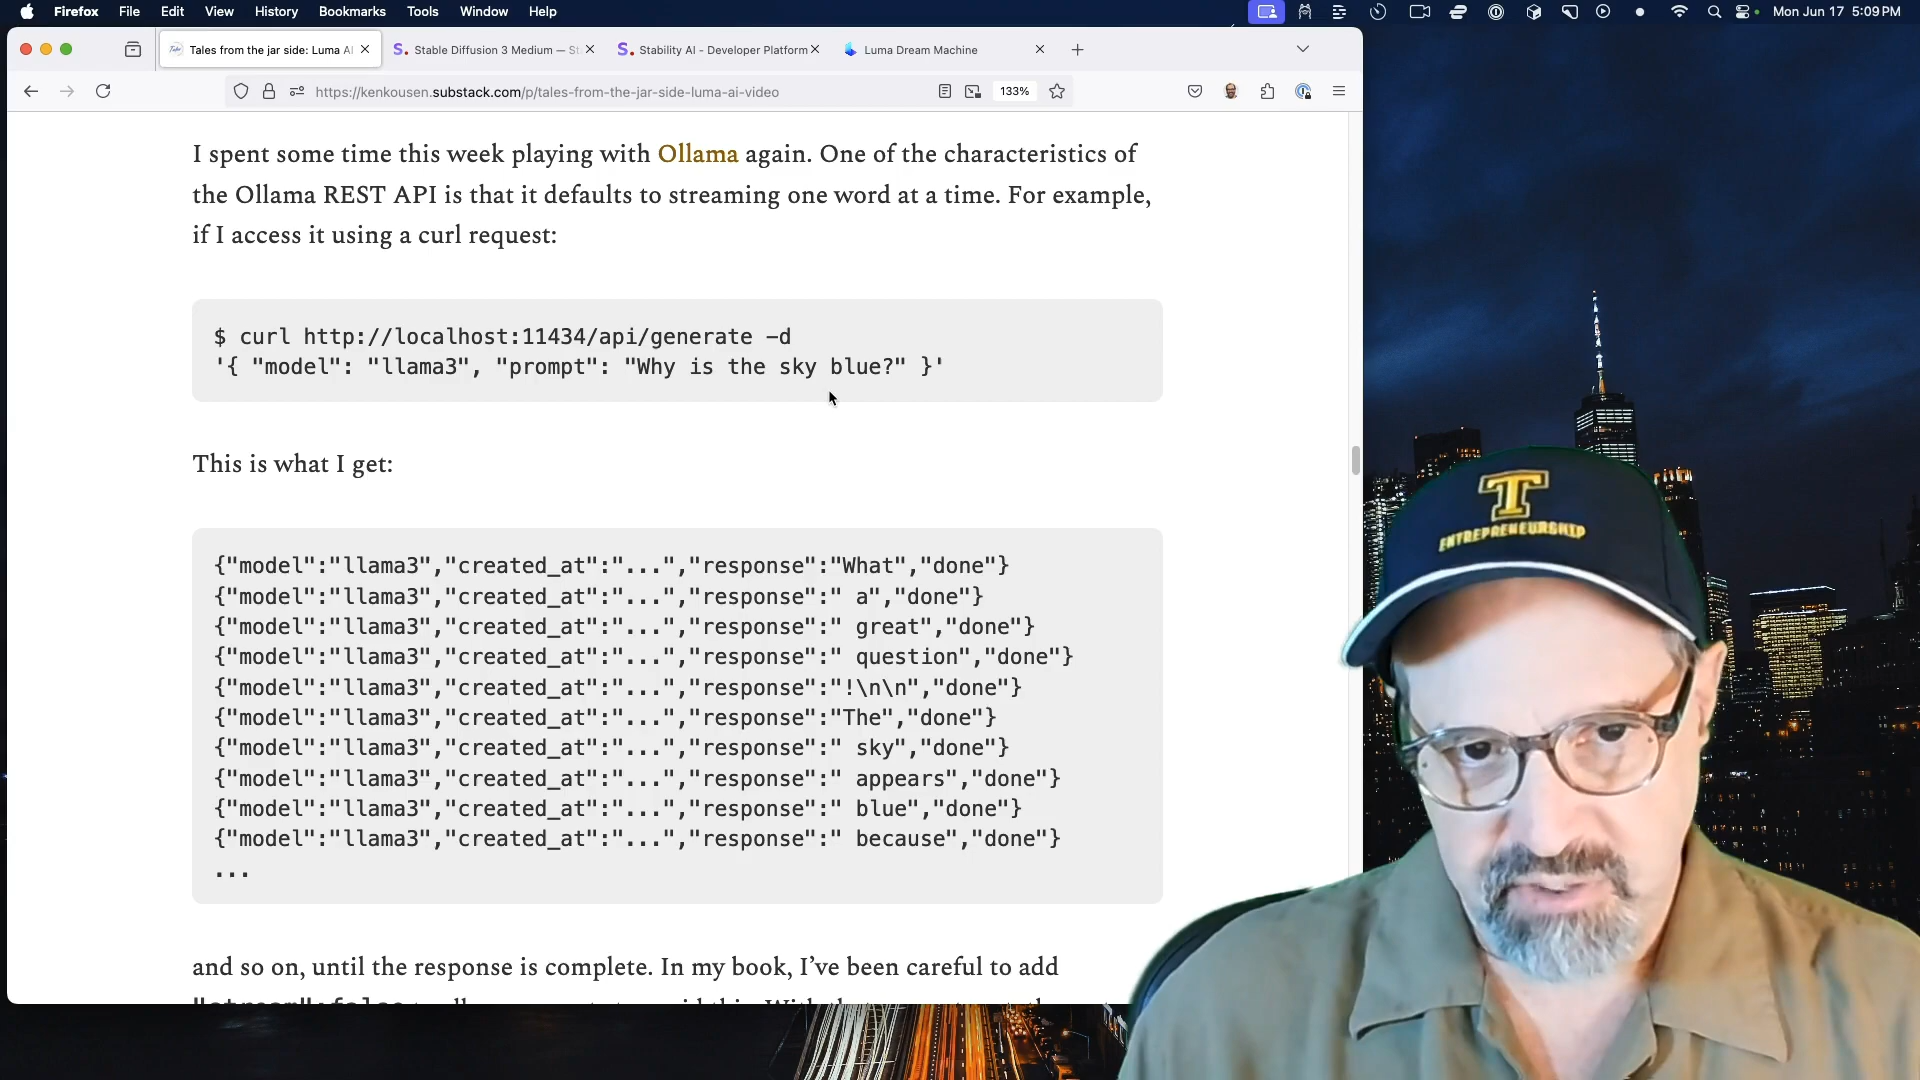 Firefox File Edit View History Bookmarks Tools Window Help Mon Jun 17 5:09 PM
Tales from the jar side: Luma AI Stable Diffusion 3 Medium — St Stability AI - Developer Platform Luma Dream Machine
https://kenkousen.substack.com/p/tales-from-the-jar-side-luma-ai-video 133%
I spent some time this week playing with Ollama again. One of the characteristics of
the Ollama REST API is that it defaults to streaming one word at a time. For example,
if I access it using a curl request:
$ curl http://localhost:11434/api/generate -d
'{ "model": "llama3", "prompt": "Why is the sky blue?" }'
This is what I get:
{"model":"llama3","created_at":"...","response":"What","done"}
{"model":"llama3","created_at":"...","response":" a","done"}
{"model":"llama3","created_at":"...","response":" great","done"}
{"model":"llama3","created_at":"...","response":" question","done"}
{"model":"llama3","created_at":"...","response":"!\n\n","done"}
{"model":"llama3","created_at":"...","response":"The","done"}
{"model":"llama3","created_at":"...","response":" sky","done"}
{"model":"llama3","created_at":"...","response":" appears","done"}
{"model":"llama3","created_at":"...","response":" blue","done"}
{"model":"llama3","created_at":"...","response":" because","done"}
...
and so on, until the response is complete. In my book, I've been careful to add
T
ENTREPRENEURSHIP